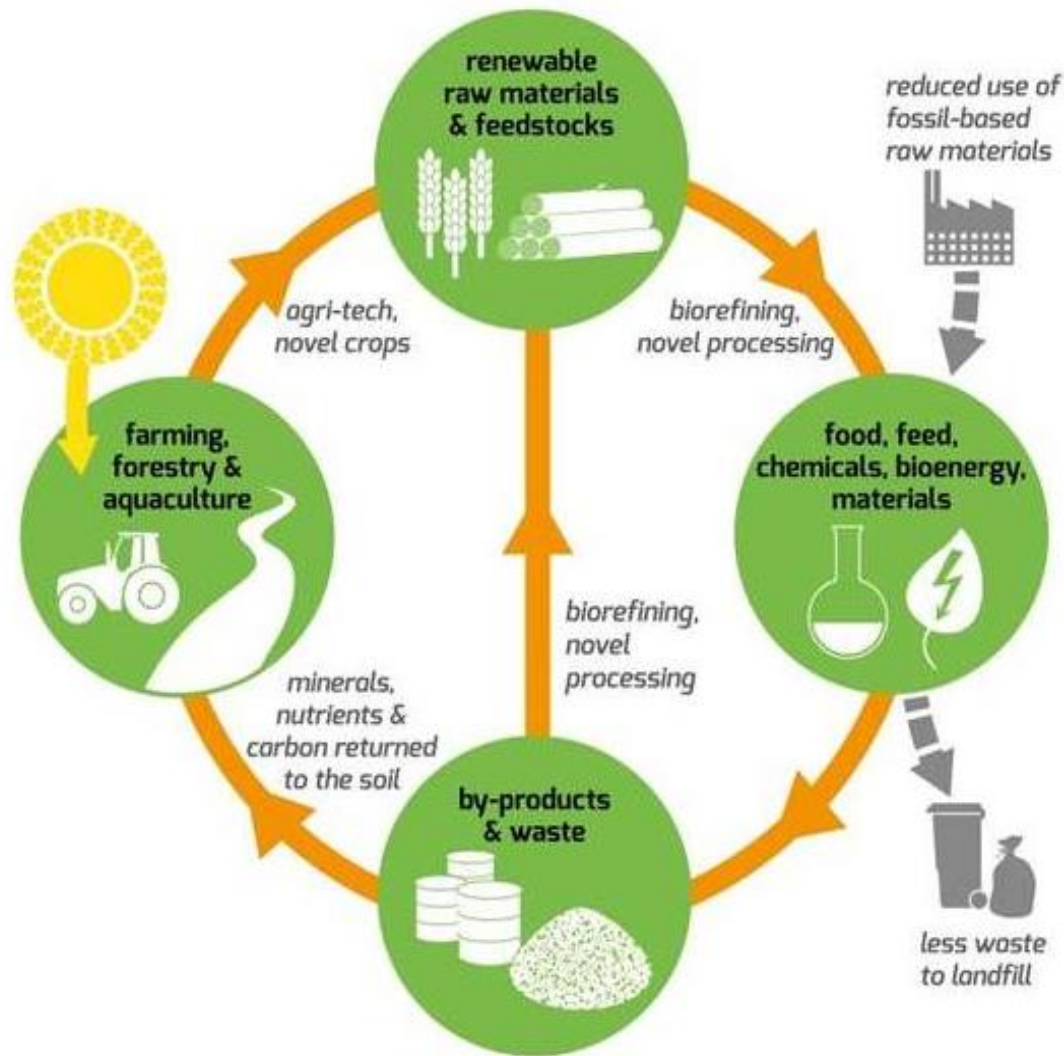 renewable
raw materials
& feedstocks
reduced use of
fossil-based
raw materials
agri-tech,
novel crops
biorefining,
novel processing
farming,
forestry &
aquaculture
food, feed,
chemicals, bioenergy,
materials
biorefining,
novel
processing
minerals,
nutrients &
carbon returned
to the soil
by-products
& waste
less waste
to landfill